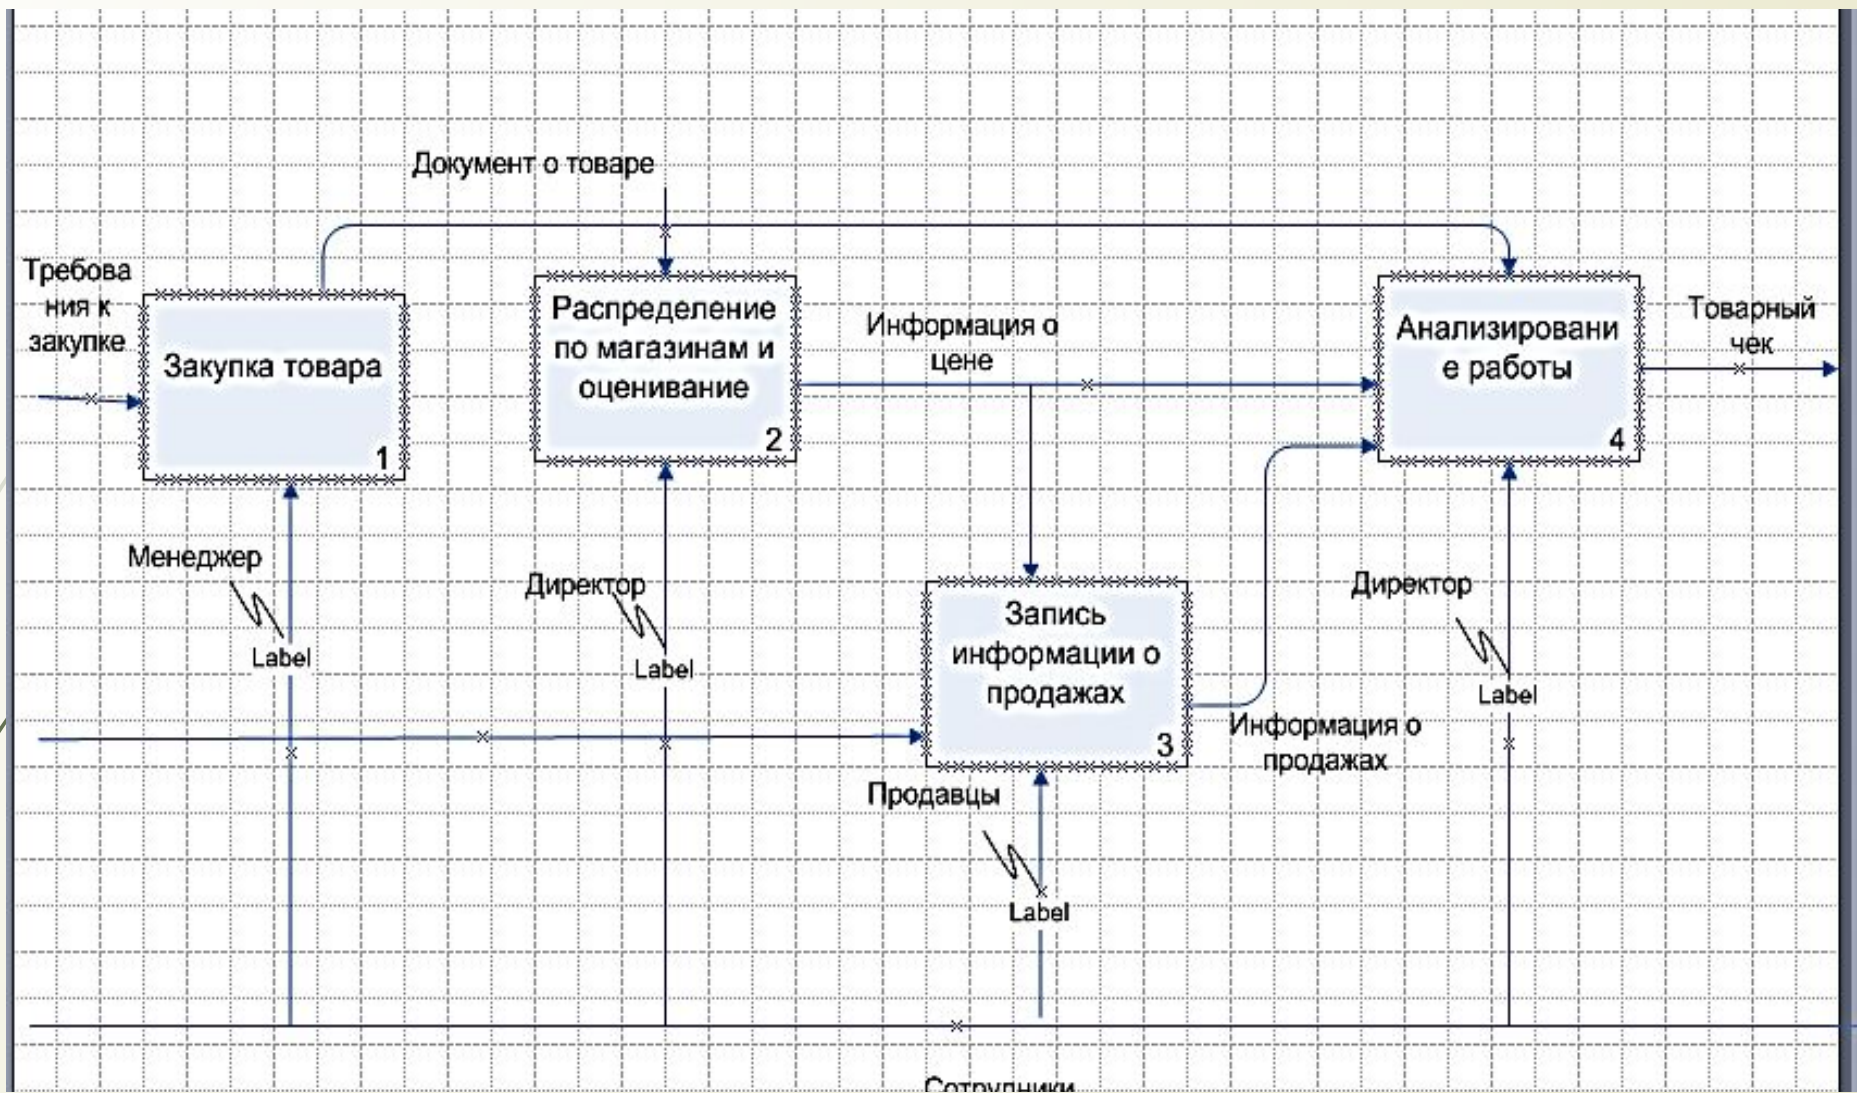 Документ о товаре
Требова
ния к
закупке
Закупка товара
1
Распределение
по магазинам и
оценивание
2
Информация о
цене
Анализировани
е работы
4
Товарный
чек
Менеджер
Label
Директор
Label
Запись
информации о
продажах
3
Директор
Label
Информация о
продажах
Продавцы
Label
Сотрудники